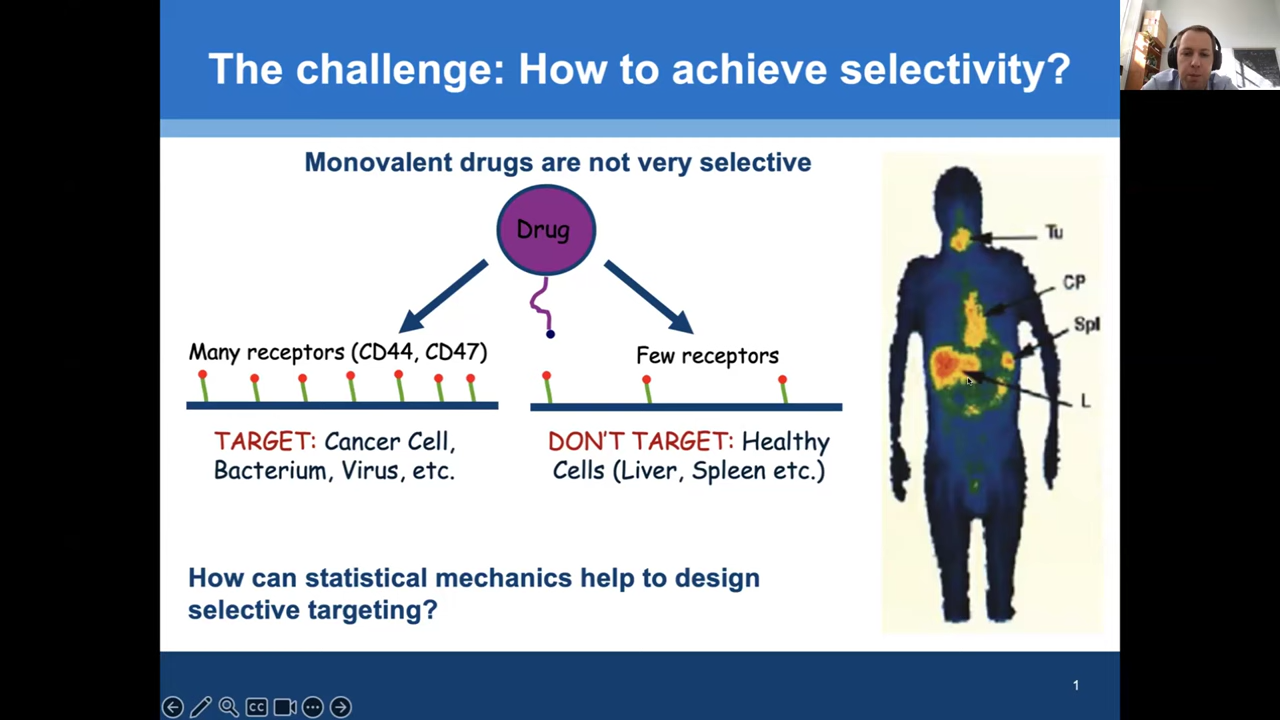 The challenge: How to achieve selectivity?
Monovalent drugs are not very selective
Drug
Many receptors (CD44, CD47)
Few receptors
TARGET: Cancer Cell,
Bacterium, Virus, etc.
DON'T TARGET: Healthy
Cells (Liver, Spleen etc.)
Tu
CP
Spl
L
How can statistical mechanics help to design
selective targeting?
1
CC